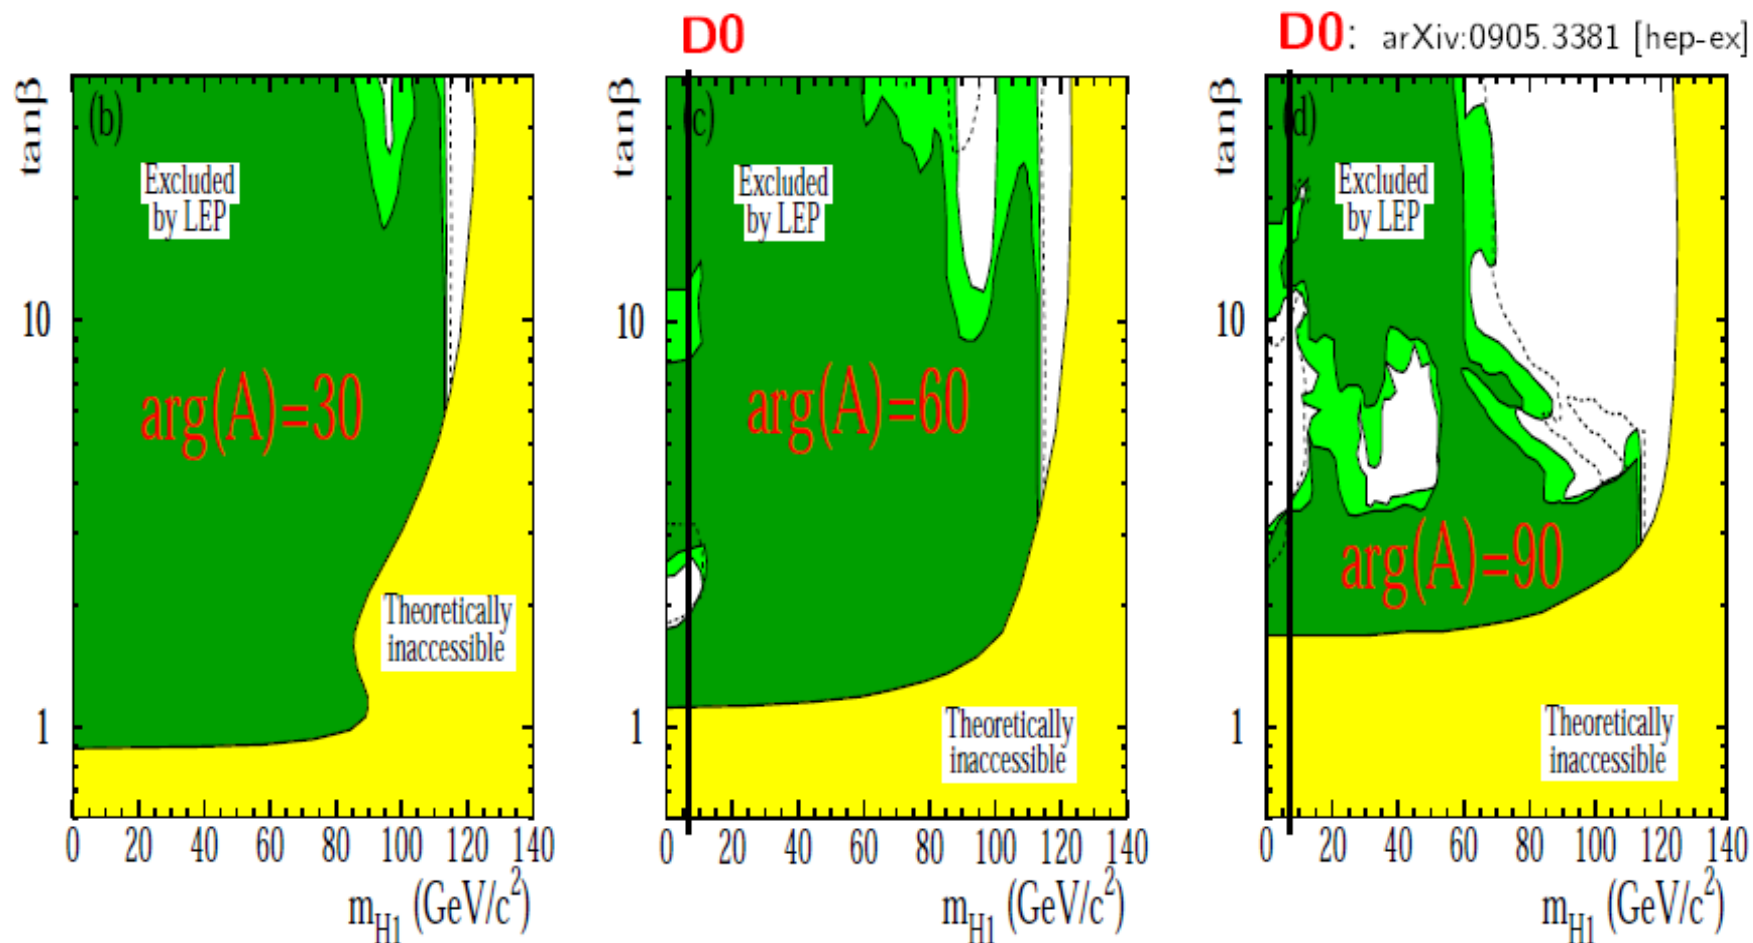 D0
D0: arXiv:0905.3381 [hep-ex]
tanβ
(b)
Excluded
by LEP
10
arg(A)=30
Theoretically
inaccessible
1
0 20 40 60 80 100 120 140
m_H1 (GeV/c²)
tanβ
(c)
Excluded
by LEP
10
arg(A)=60
Theoretically
inaccessible
1
0 20 40 60 80 100 120 140
m_H1 (GeV/c²)
tanβ
(d)
Excluded
by LEP
10
arg(A)=90
Theoretically
inaccessible
1
0 20 40 60 80 100 120 140
m_H1 (GeV/c²)